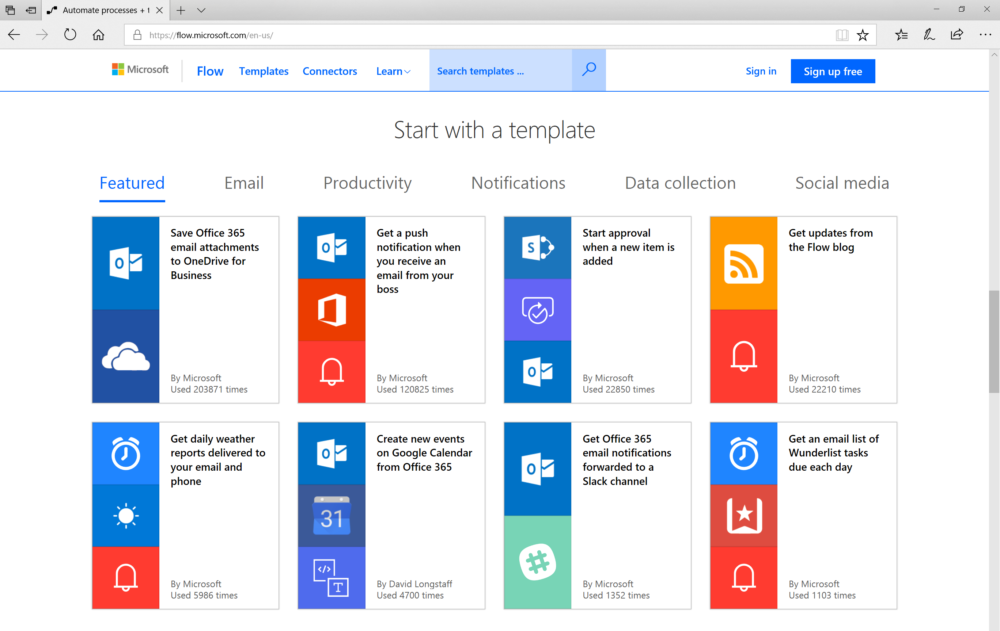 Automate processes + t
https://flow.microsoft.com/en-us/
Microsoft
Flow
Templates
Connectors
Learn
Search templates ...
Sign in
Sign up free
Start with a template
Featured
Email
Productivity
Notifications
Data collection
Social media
Save Office 365
email attachments
to OneDrive for
Business
By Microsoft
Used 203871 times
Get a push
notification when
you receive an
email from your
boss
By Microsoft
Used 120825 times
Start approval
when a new item is
added
By Microsoft
Used 22850 times
Get updates from
the Flow blog
By Microsoft
Used 22210 times
Get daily weather
reports delivered to
your email and
phone
By Microsoft
Used 5986 times
31
Create new events
on Google Calendar
from Office 365
By David Longstaff
Used 4700 times
Get Office 365
email notifications
forwarded to a
Slack channel
By Microsoft
Used 1352 times
Get an email list of
Wunderlist tasks
due each day
By Microsoft
Used 1103 times